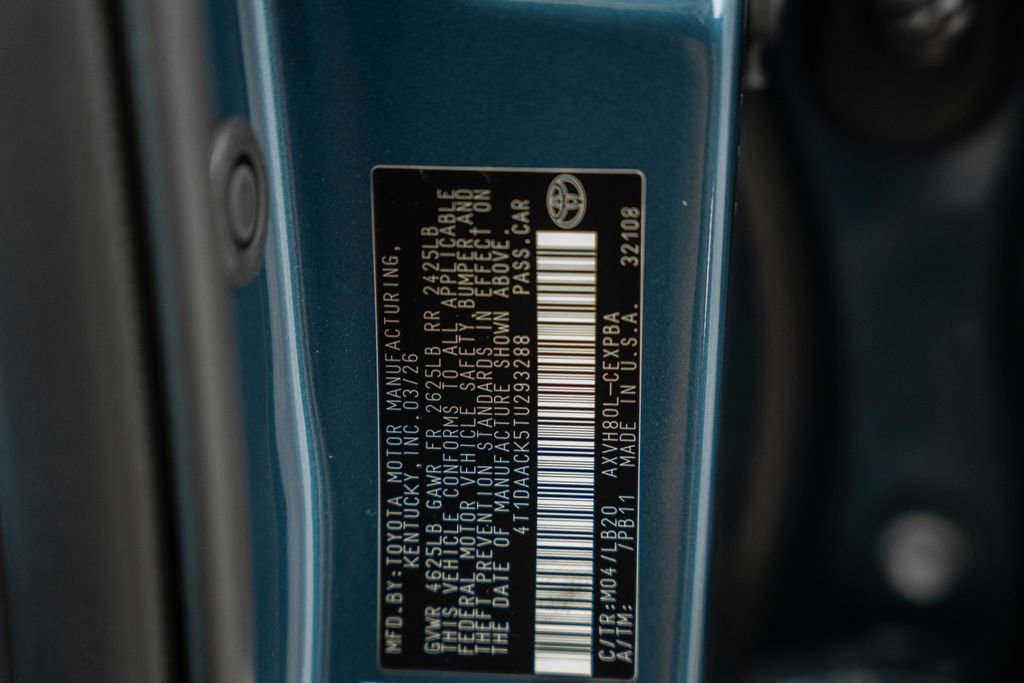 MFD.BY:TOYOTA MOTOR MANUFACTURING,
KENTUCKY,INC. 03/26
GVWR 4625LB GAWR FR 2625LB RR 2425LB
THIS VEHICLE CONFORMS TO ALL APPLICABLE
FEDERAL MOTOR VEHICLE SAFETY,BUMPER,AND
THEFT PREVENTION STANDARDS IN EFFECT ON
THE DATE OF MANUFACTURE SHOWN ABOVE.
4T1DAACK5TU293288 PASS.CAR
C/TR:M04/LB20 AXVH80L-CEXPBA
A/TM: /PB11 MADE IN U.S.A. 32108